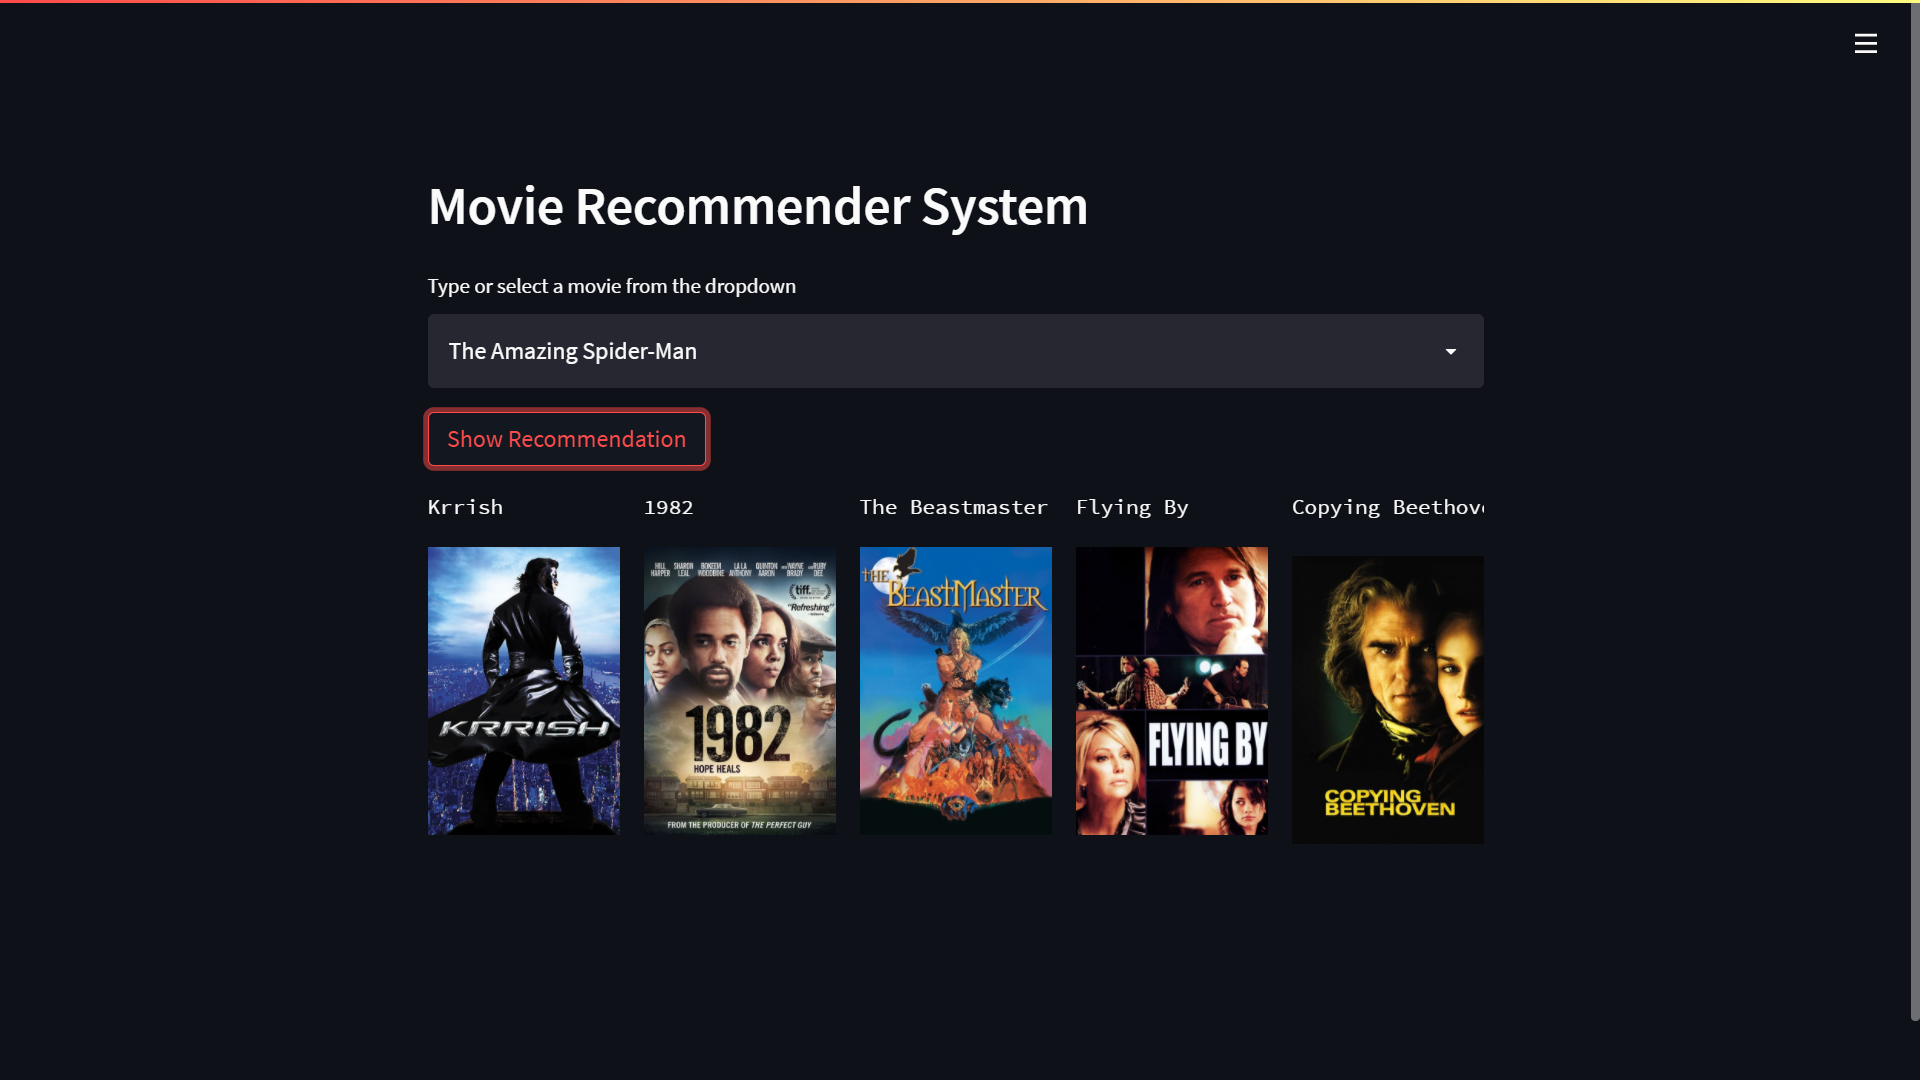 Movie Recommender System
Type or select a movie from the dropdown
The Amazing Spider-Man
Show Recommendation
Krrish
1982
The Beastmaster
Flying By
Copying Beethov
KRRISH
HILL HARPER SHARON LEAL BOKEEM WOODBINE LA LA ANTHONY QUINTON AARON WAYNE BRADY RUBY DEE
tiff.
"Refreshing"
1982
HOPE HEALS
FROM THE PRODUCER OF THE PERFECT GUY
THE
BEASTMASTER
FLYING BY
COPYING
BEETHOVEN